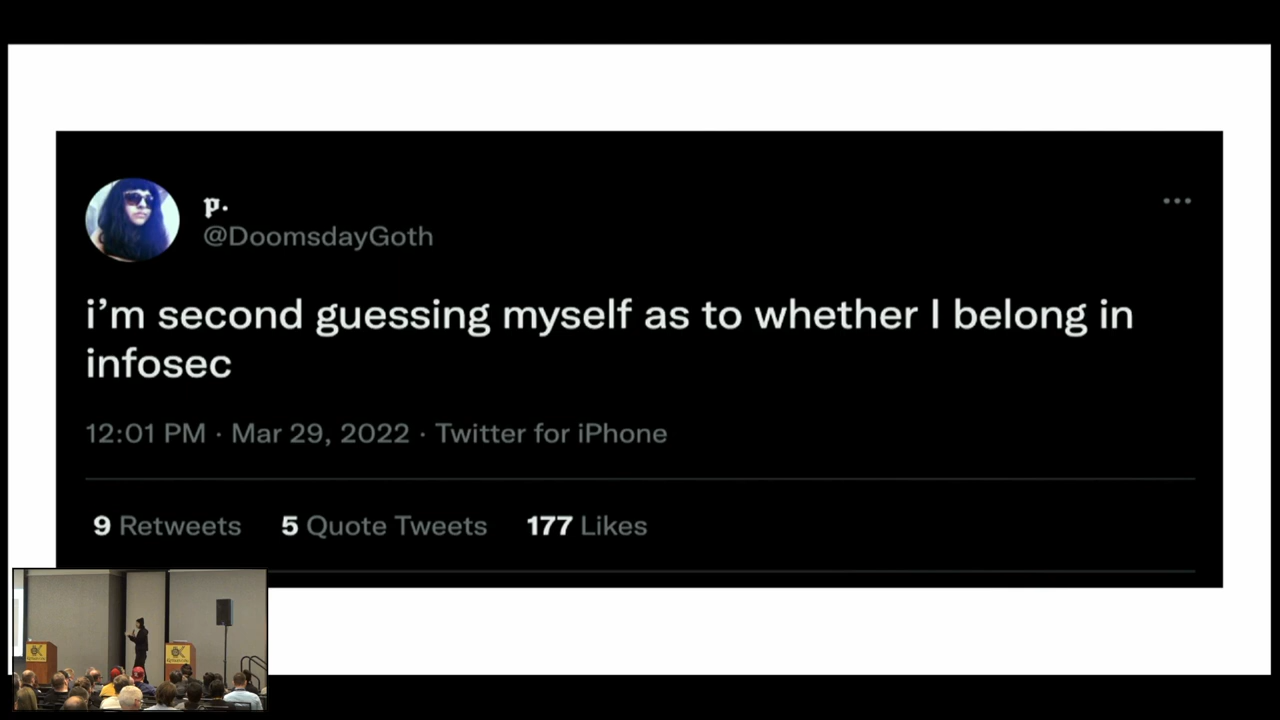 𝖕.
@DoomsdayGoth
i’m second guessing myself as to whether I belong in
infosec
12:01 PM · Mar 29, 2022 · Twitter for iPhone
9 Retweets 5 Quote Tweets 177 Likes